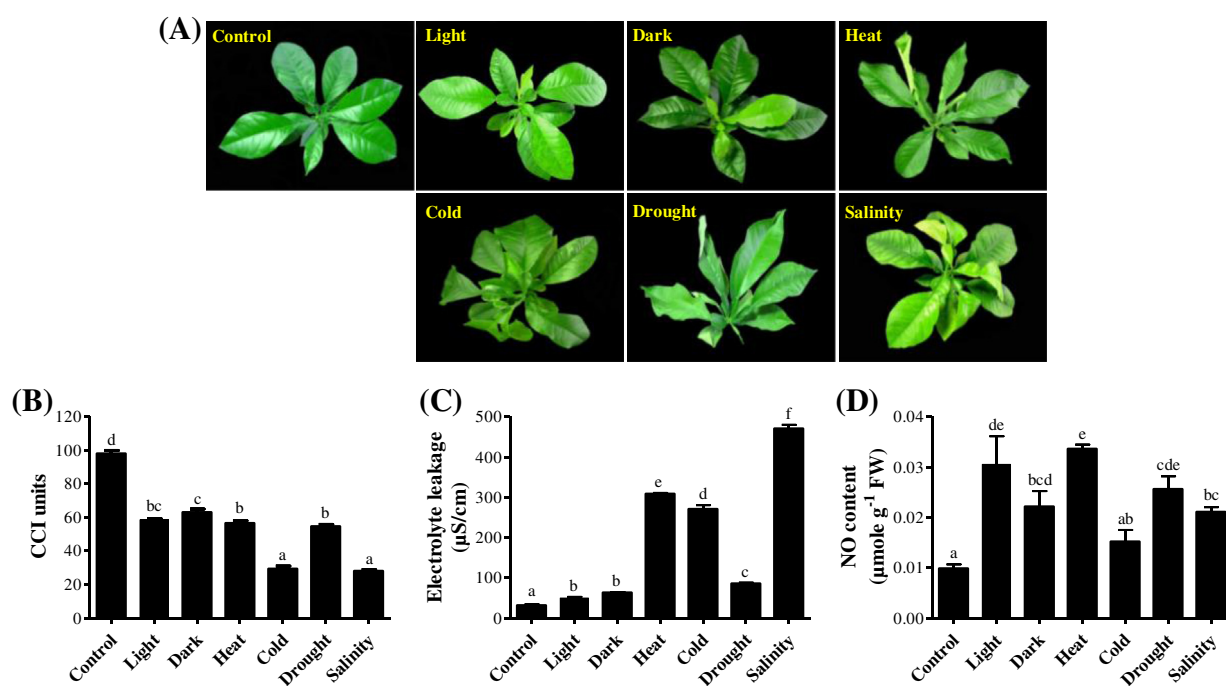 (A)
Control
Light
Dark
Heat
Cold
Drought
Salinity
(B)
CCI units
120
100
80
60
40
20
0
d
bc
c
b
a
b
a
Control
Light
Dark
Heat
Cold
Drought
Salinity
(C)
Electrolyte leakage
(µS/cm)
500
400
300
200
100
0
a
b
b
e
d
c
f
Control
Light
Dark
Heat
Cold
Drought
Salinity
(D)
NO content
(µmole g-1 FW)
0.04
0.03
0.02
0.01
0.00
a
de
bcd
e
ab
cde
bc
Control
Light
Dark
Heat
Cold
Drought
Salinity